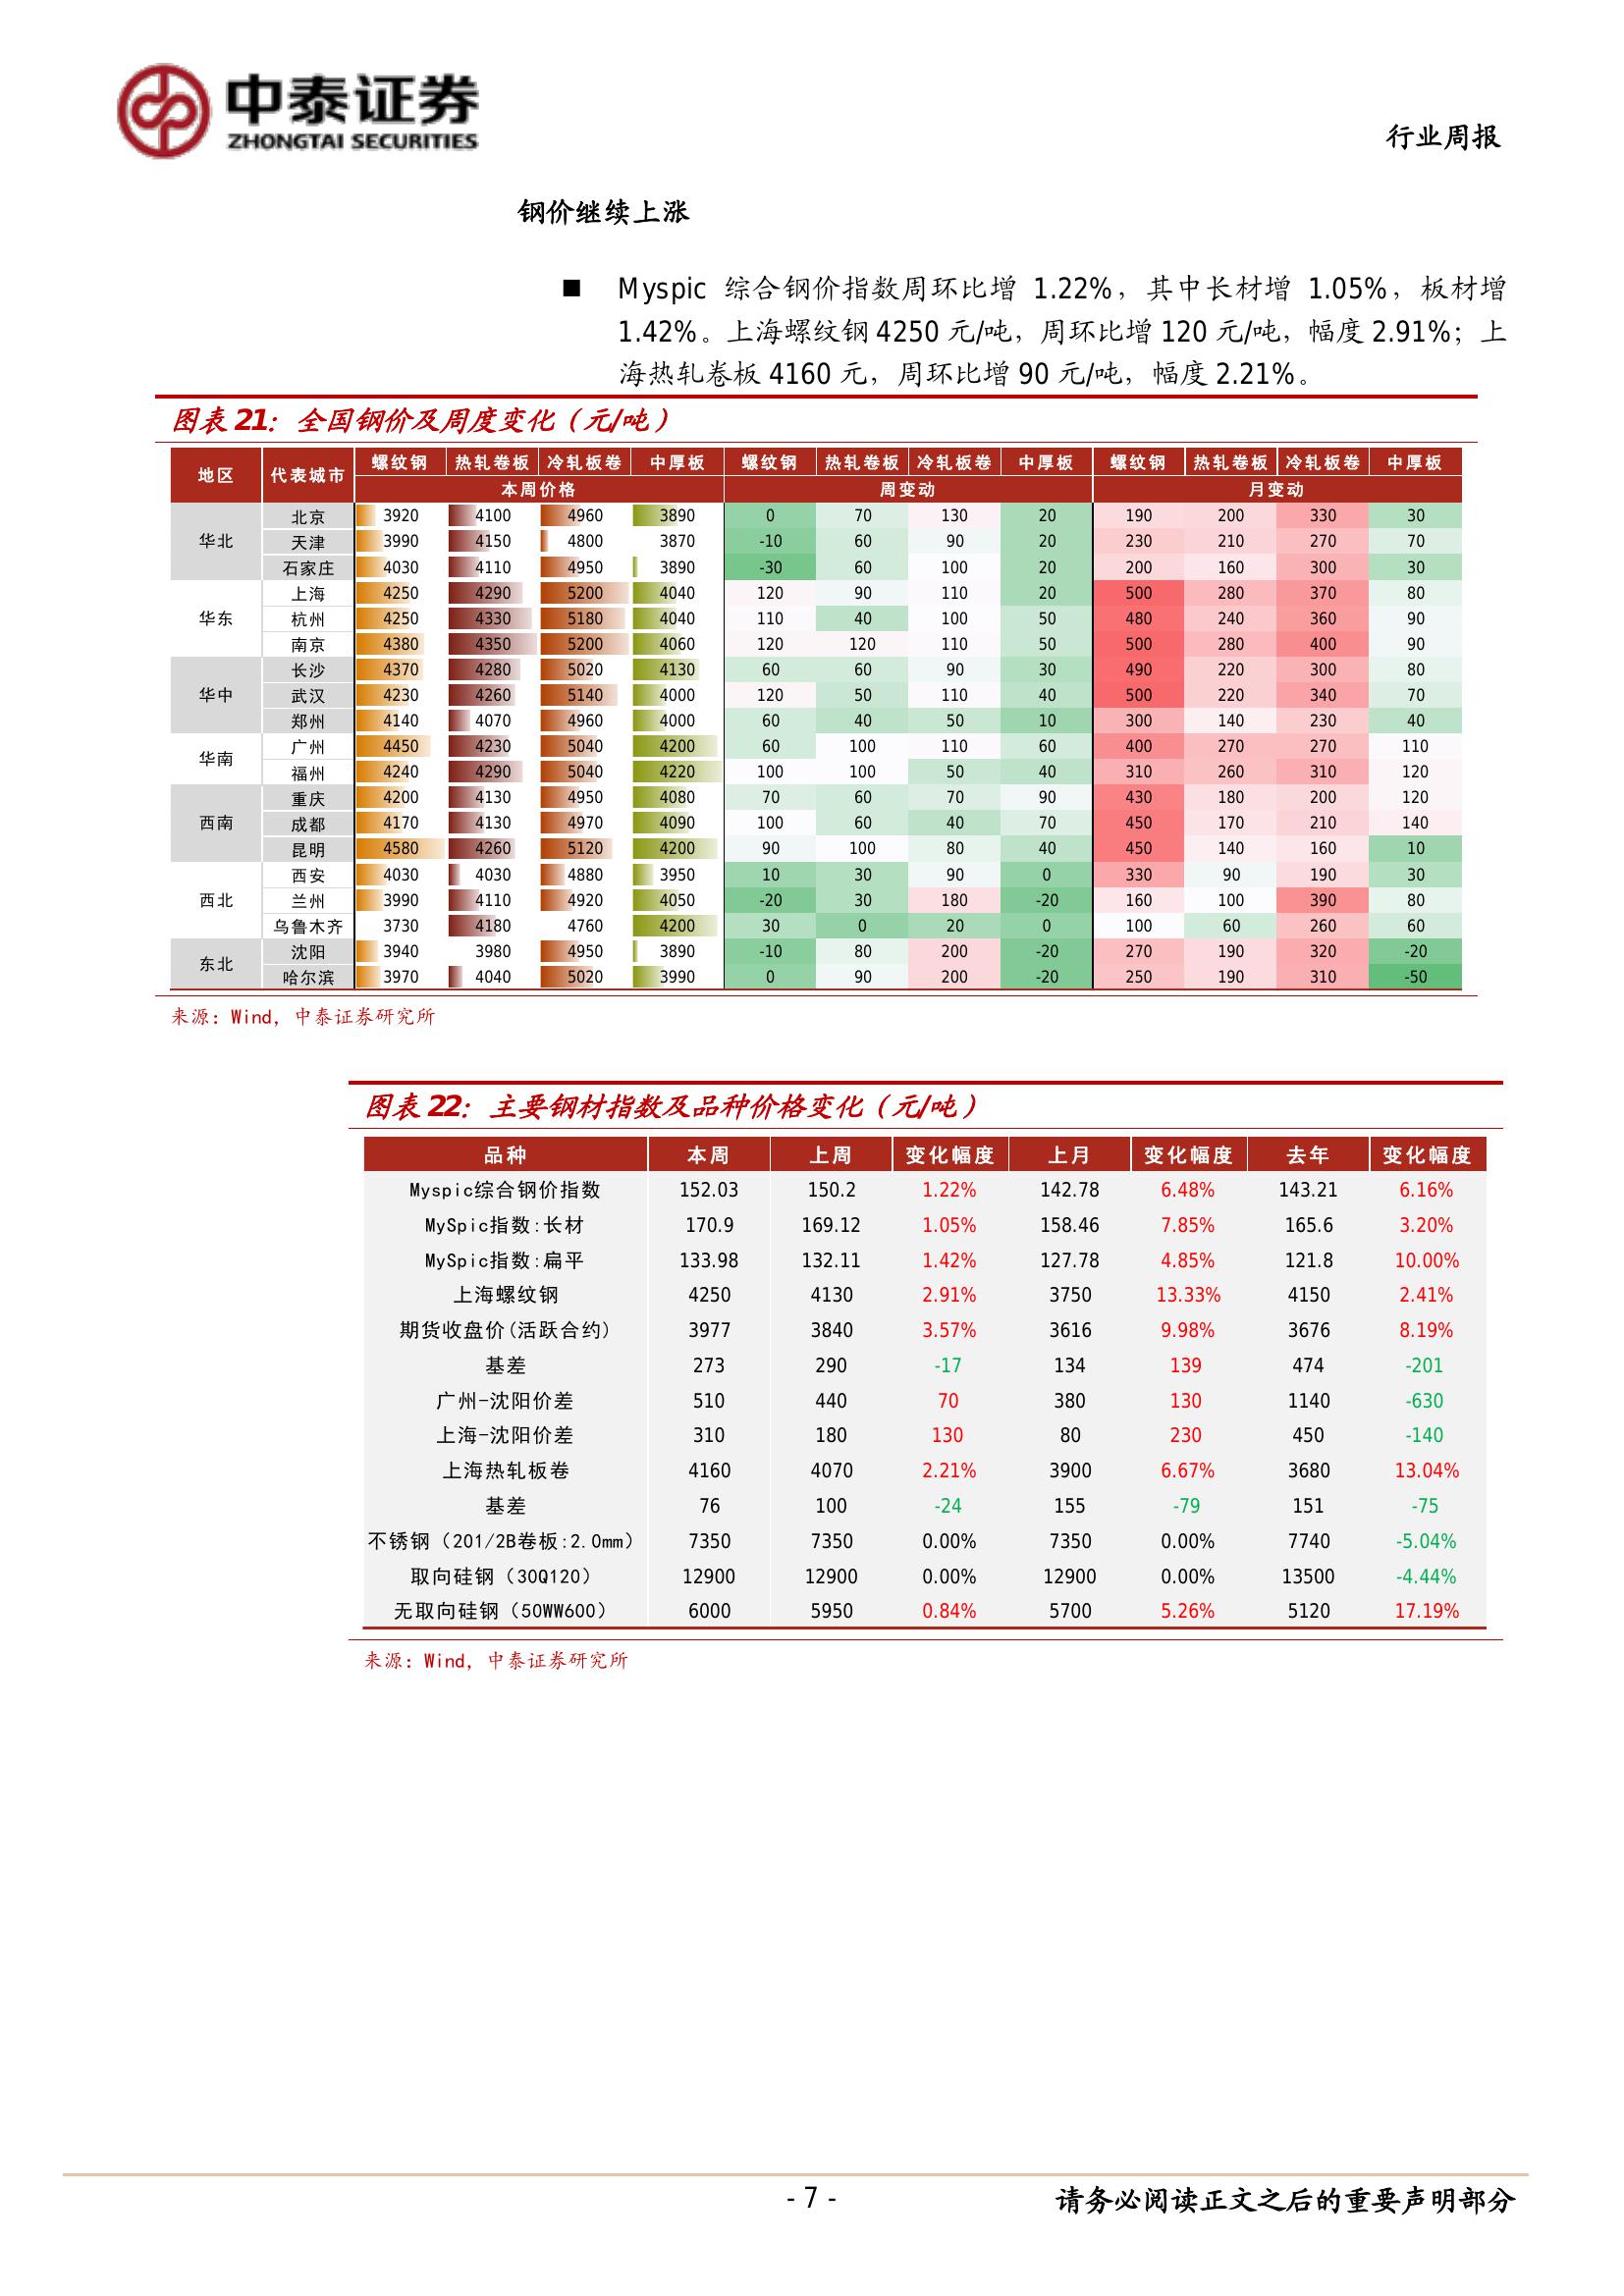 中泰证券
ZHONGTAI SECURITIES
行业周报
钢价继续上涨
■ Myspic 综合钢价指数周环比增 1.22%，其中长材增 1.05%，板材增
1.42%。上海螺纹钢 4250 元/吨，周环比增 120 元/吨，幅度 2.91%；上
海热轧卷板 4160 元，周环比增 90 元/吨，幅度 2.21%。
图表 21：全国钢价及周度变化（元/吨）
地区 代表城市 螺纹钢 热轧卷板 冷轧板卷 中厚板 螺纹钢 热轧卷板 冷轧板卷 中厚板 螺纹钢 热轧卷板 冷轧板卷 中厚板
本周价格 周变动 月变动
华北 北京 3920 4100 4960 3890 0 70 130 20 190 200 330 30
天津 3990 4150 4800 3870 -10 60 90 20 230 210 270 70
石家庄 4030 4110 4950 3890 -30 60 100 20 200 160 300 30
华东 上海 4250 4290 5200 4040 120 90 110 20 500 280 370 80
杭州 4250 4330 5180 4040 110 40 100 50 480 240 360 90
南京 4380 4350 5200 4060 120 120 110 50 500 280 400 90
华中 长沙 4370 4280 5020 4130 60 60 90 30 490 220 300 80
武汉 4230 4260 5140 4000 120 50 110 40 500 220 340 70
郑州 4140 4070 4960 4000 60 40 50 10 300 140 230 40
华南 广州 4450 4230 5040 4200 60 100 110 60 400 270 270 110
福州 4240 4290 5040 4220 100 100 50 40 310 260 310 120
西南 重庆 4200 4130 4950 4080 70 60 70 90 430 180 200 120
成都 4170 4130 4970 4090 100 60 40 70 450 170 210 140
昆明 4580 4260 5120 4200 90 100 80 40 450 140 160 10
西北 西安 4030 4030 4880 3950 10 30 90 0 330 90 190 30
兰州 3990 4110 4920 4050 -20 30 180 -20 160 100 390 80
乌鲁木齐 3730 4180 4760 4200 30 0 20 0 100 60 260 60
东北 沈阳 3940 3980 4950 3890 -10 80 200 -20 270 190 320 -20
哈尔滨 3970 4040 5020 3990 0 90 200 -20 250 190 310 -50
来源：Wind，中泰证券研究所
图表 22：主要钢材指数及品种价格变化（元/吨）
品种 本周 上周 变化幅度 上月 变化幅度 去年 变化幅度
Myspic综合钢价指数 152.03 150.2 1.22% 142.78 6.48% 143.21 6.16%
MySpic指数:长材 170.9 169.12 1.05% 158.46 7.85% 165.6 3.20%
MySpic指数:扁平 133.98 132.11 1.42% 127.78 4.85% 121.8 10.00%
上海螺纹钢 4250 4130 2.91% 3750 13.33% 4150 2.41%
期货收盘价(活跃合约) 3977 3840 3.57% 3616 9.98% 3676 8.19%
基差 273 290 -17 134 139 474 -201
广州-沈阳价差 510 440 70 380 130 1140 -630
上海-沈阳价差 310 180 130 80 230 450 -140
上海热轧板卷 4160 4070 2.21% 3900 6.67% 3680 13.04%
基差 76 100 -24 155 -79 151 -75
不锈钢（201/2B卷板:2.0mm） 7350 7350 0.00% 7350 0.00% 7740 -5.04%
取向硅钢（30Q120） 12900 12900 0.00% 12900 0.00% 13500 -4.44%
无取向硅钢（50WW600） 6000 5950 0.84% 5700 5.26% 5120 17.19%
来源：Wind，中泰证券研究所
- 7 -
请务必阅读正文之后的重要声明部分